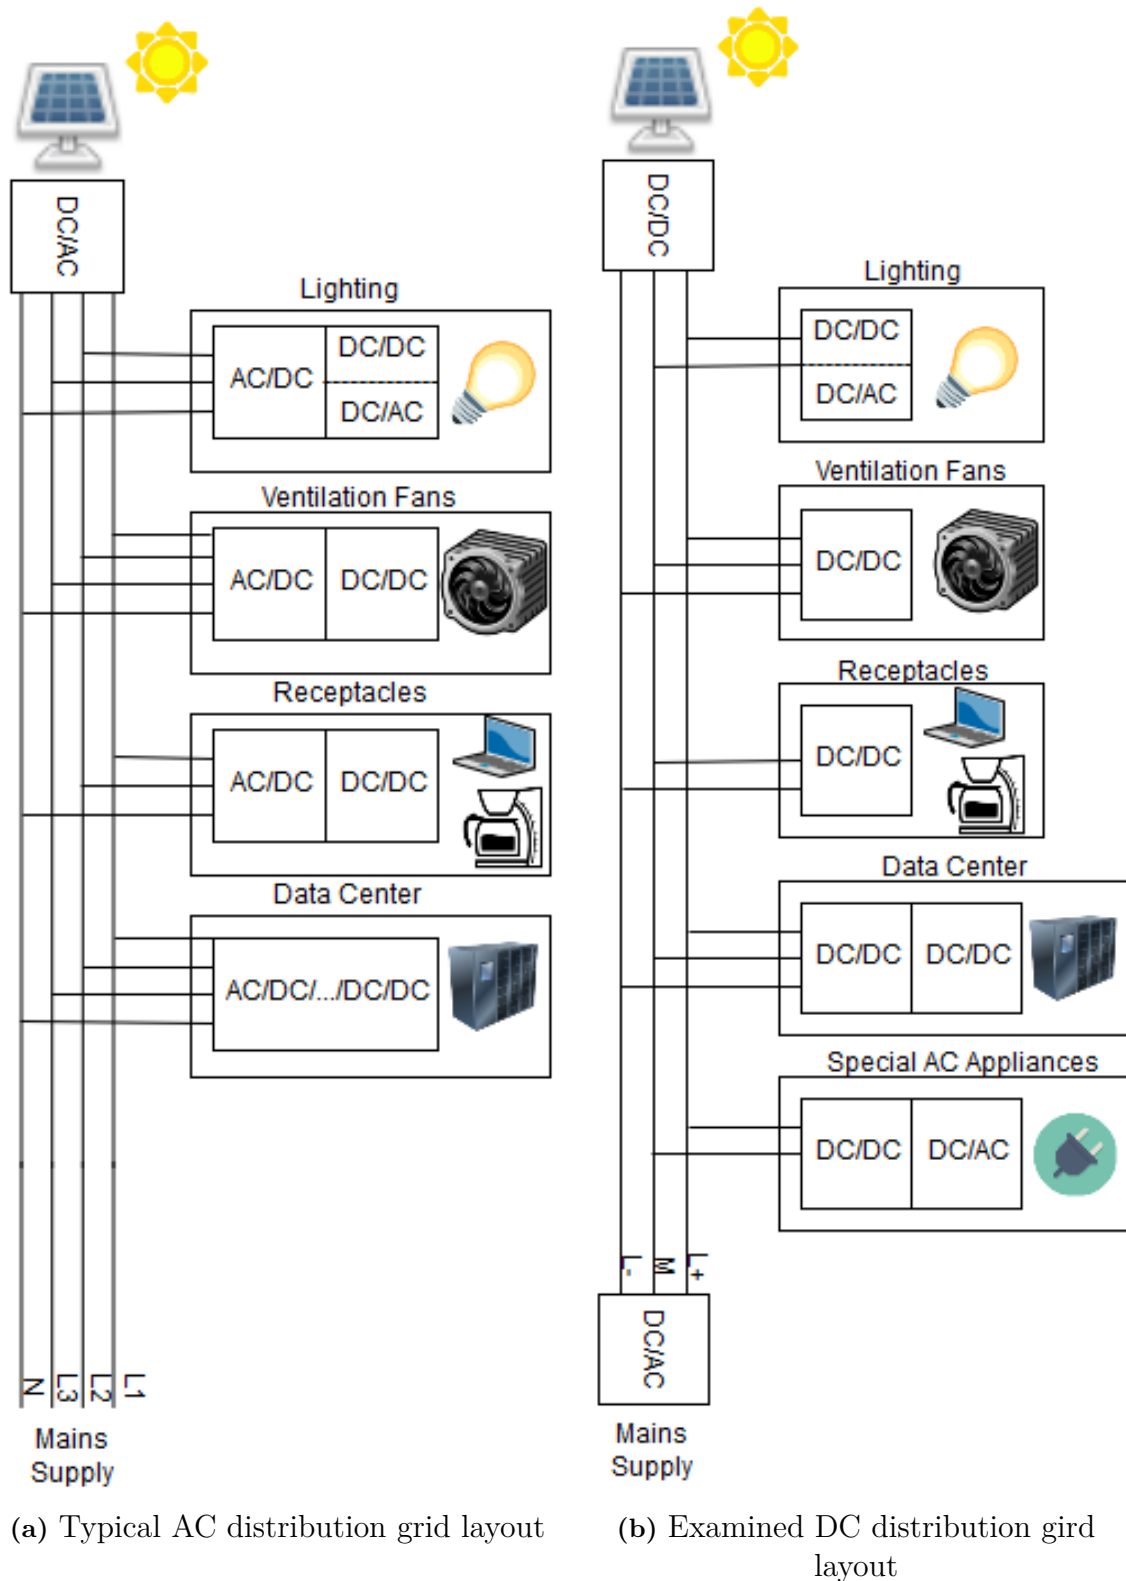 DC/AC
Lighting
AC/DC
DC/DC
DC/AC
Ventilation Fans
AC/DC
DC/DC
Receptacles
AC/DC
DC/DC
Data Center
AC/DC/.../DC/DC
N
L3
L2
L1
Mains
Supply
(a) Typical AC distribution grid layout
DC/DC
Lighting
DC/DC
DC/AC
Ventilation Fans
DC/DC
Receptacles
DC/DC
Data Center
DC/DC
DC/DC
Special AC Appliances
DC/DC
DC/AC
L-
M
L+
DC/AC
Mains
Supply
(b) Examined DC distribution gird
layout